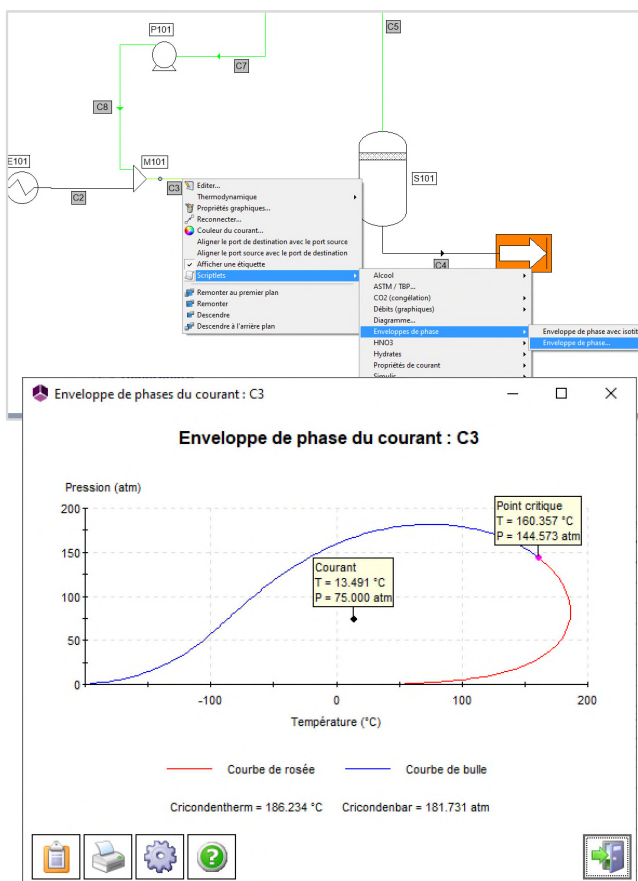 C5
P101
C7
C8
E101
M101
C3
C2
S101
C4
Editer...
Thermodynamique
Propriétés graphiques...
Reconnecter...
Couleur du courant...
Aligner le port de destination avec le port source
Aligner le port source avec le port de destination
Afficher une étiquette
Scriptlets
Remonter au premier plan
Remonter
Descendre
Descendre à l'arrière plan
Alcool
ASTM / TBP...
CO2 (congélation)
Débits (graphiques)
Diagramme...
Enveloppes de phase
HNO3
Hydrates
Propriétés de courant
Simulis
Enveloppe de phase avec isotit
Enveloppe de phase...
Enveloppe de phases du courant : C3
Enveloppe de phase du courant : C3
Pression (atm)
200
150
100
50
0
Point critique
T = 160.357 °C
P = 144.573 atm
Courant
T = 13.491 °C
P = 75.000 atm
-100
0
100
200
Température (°C)
Courbe de rosée
Courbe de bulle
Cricondentherm = 186.234 °C
Cricondenbar = 181.731 atm